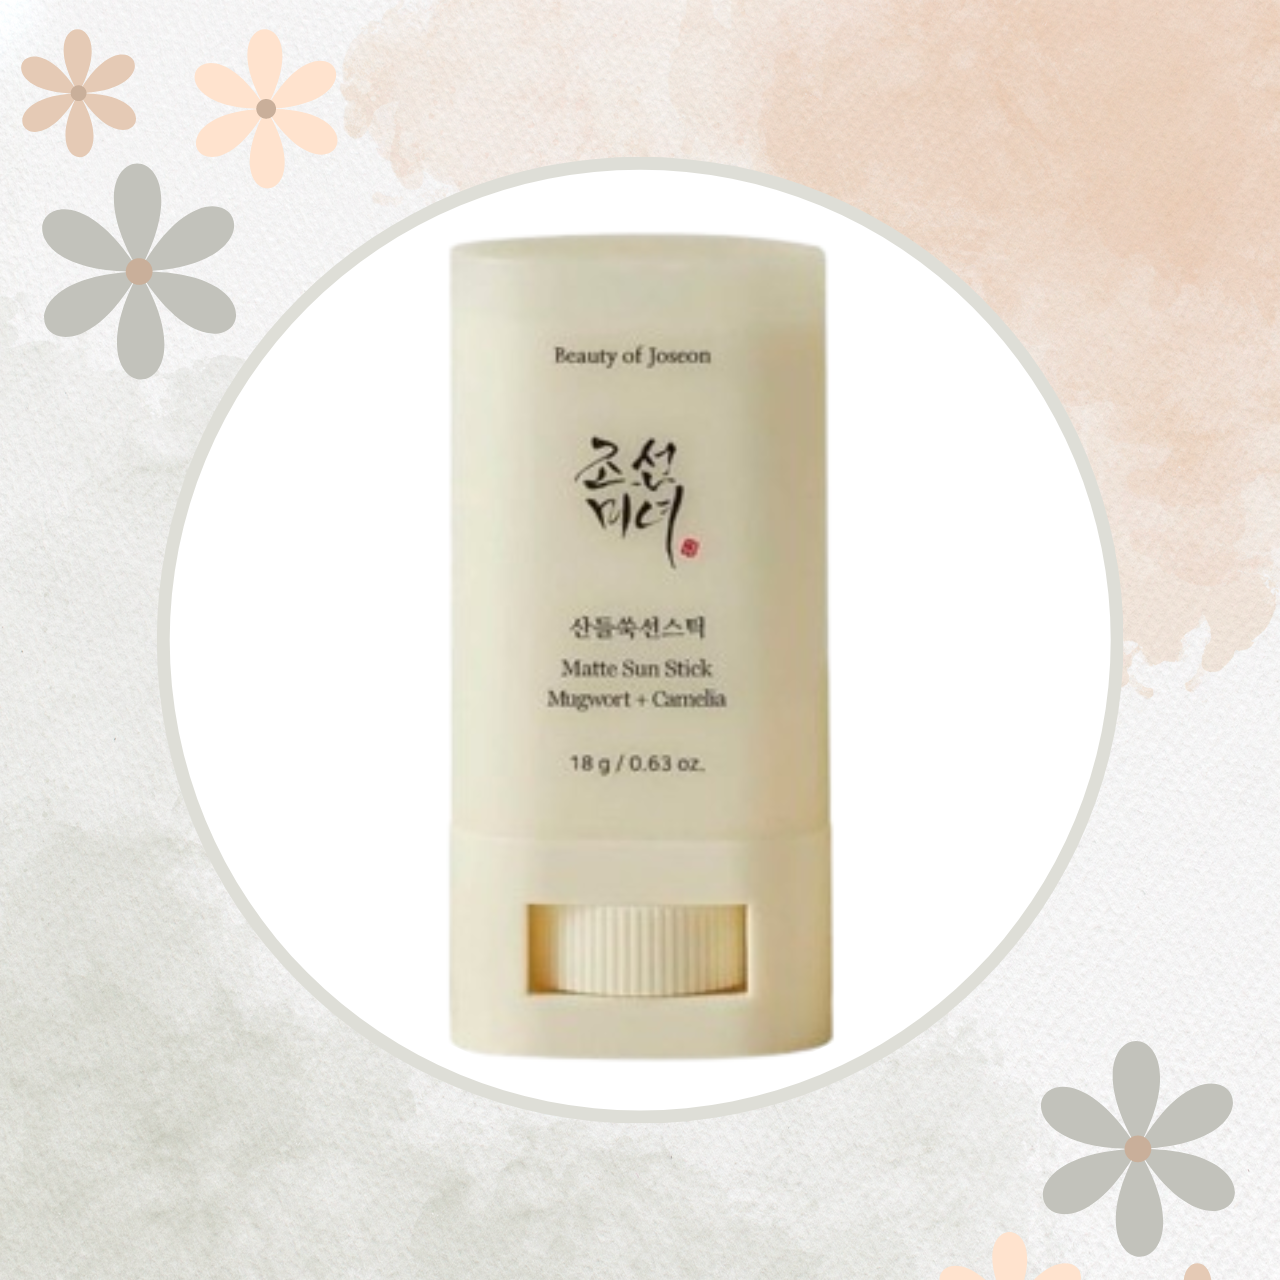 Beauty of Joseon
조선
미녀
산들쑥선스틱
Matte Sun Stick
Mugwort + Camelia
18 g / 0.63 oz.